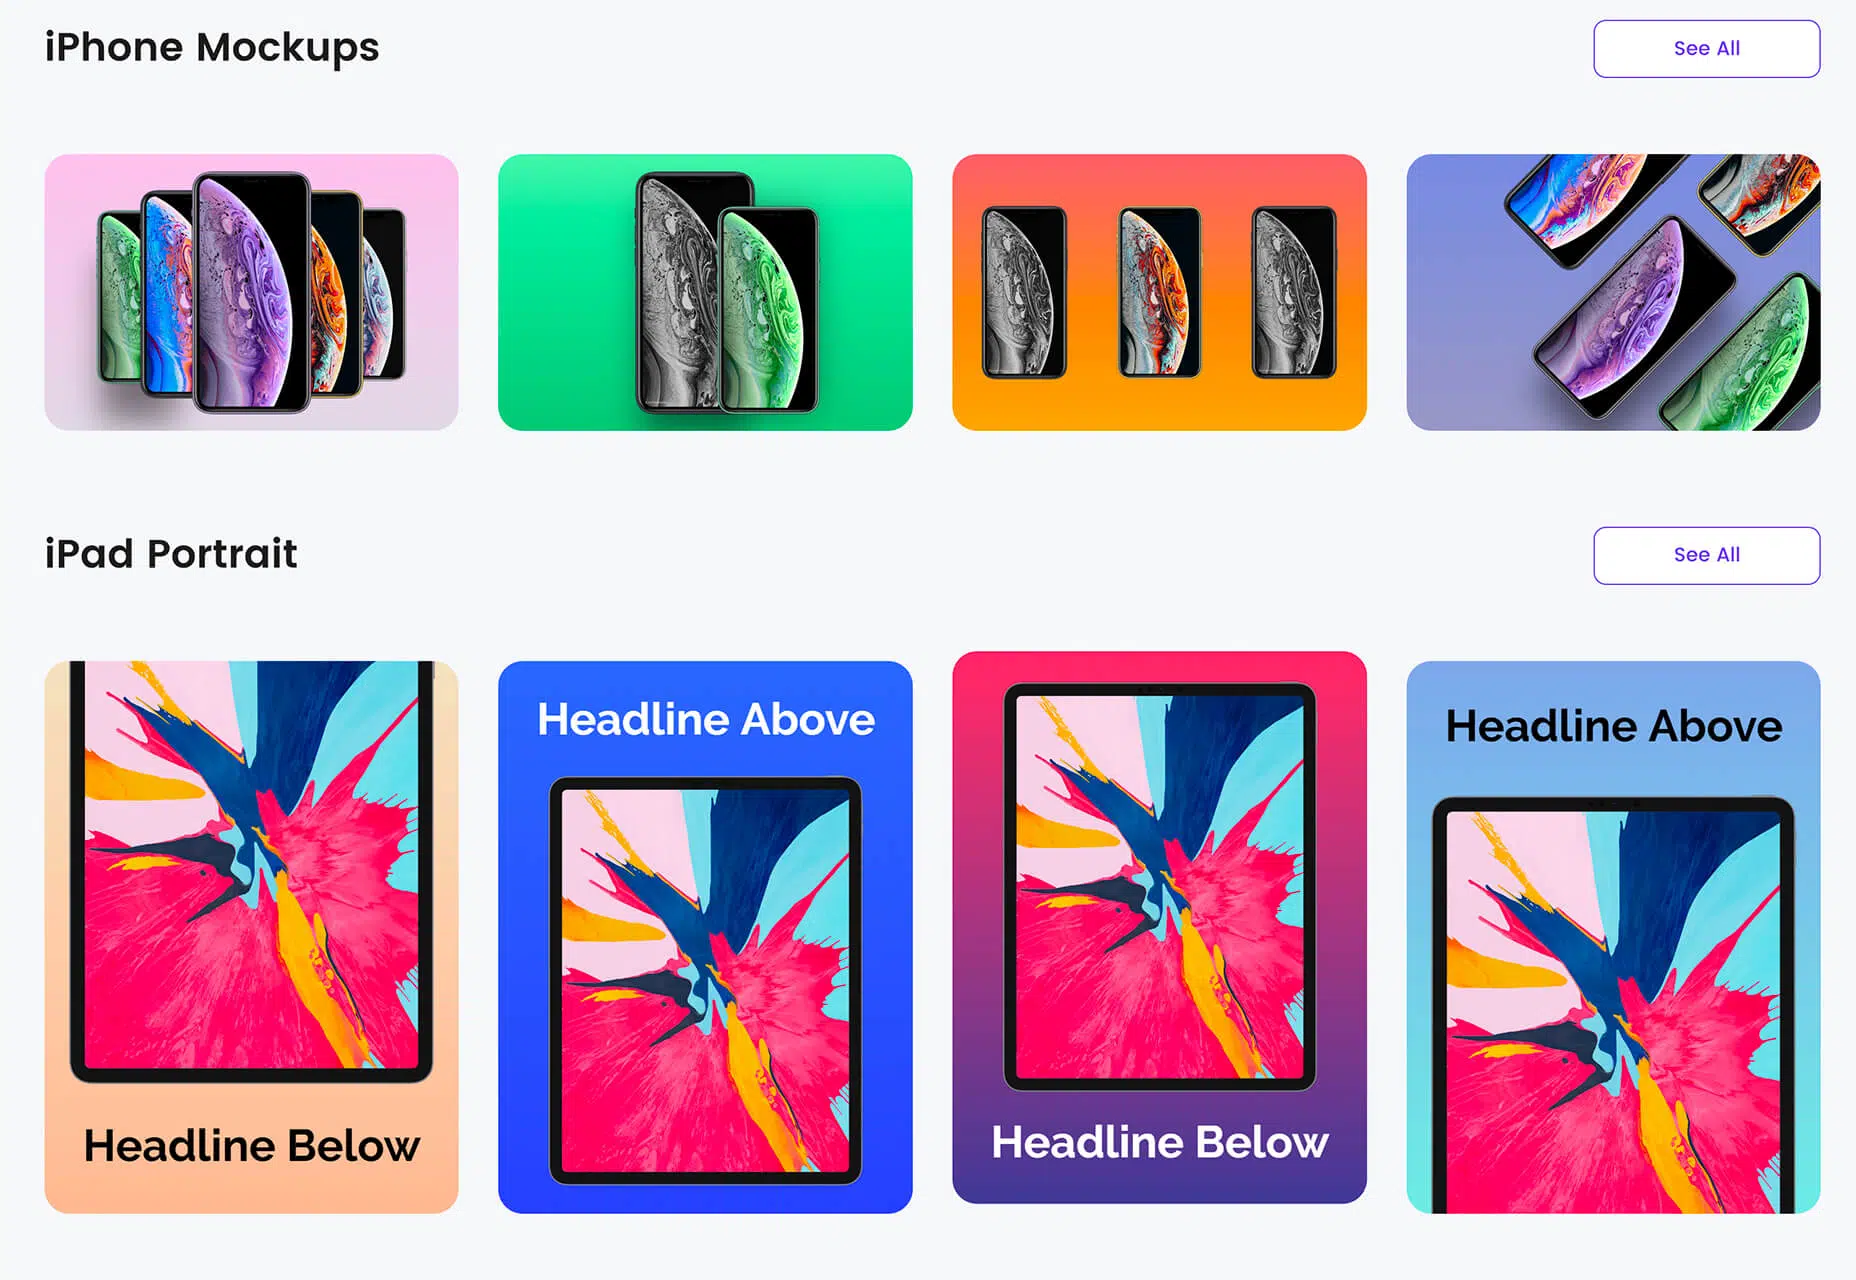 iPhone Mockups
See All
iPad Portrait
See All
Headline Below
Headline Above
Headline Below
Headline Above